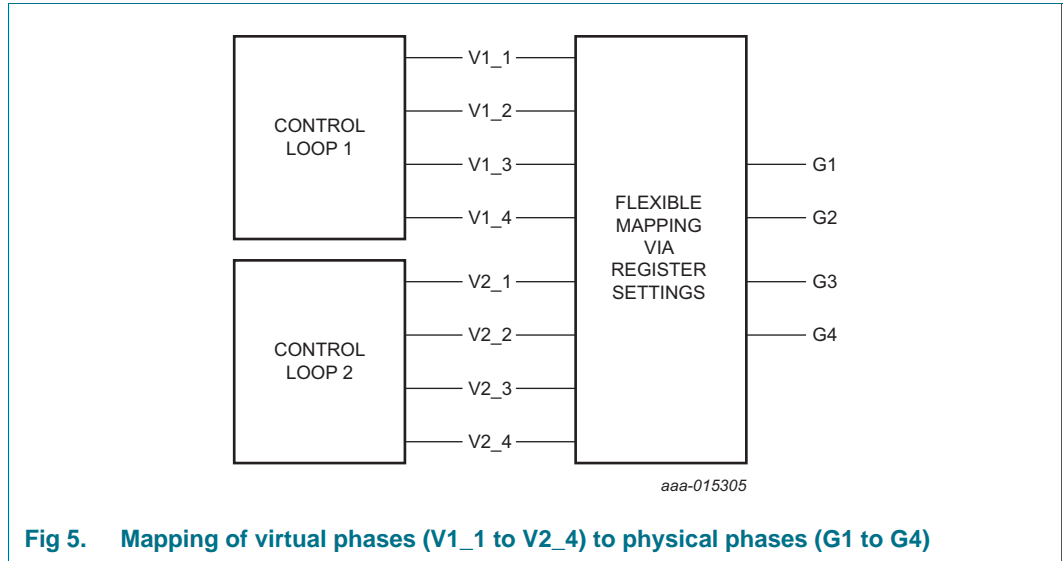 CONTROL
LOOP 1
V1_1
V1_2
V1_3
V1_4
CONTROL
LOOP 2
V2_1
V2_2
V2_3
V2_4
FLEXIBLE
MAPPING
VIA
REGISTER
SETTINGS
G1
G2
G3
G4
aaa-015305
Fig 5. Mapping of virtual phases (V1_1 to V2_4) to physical phases (G1 to G4)